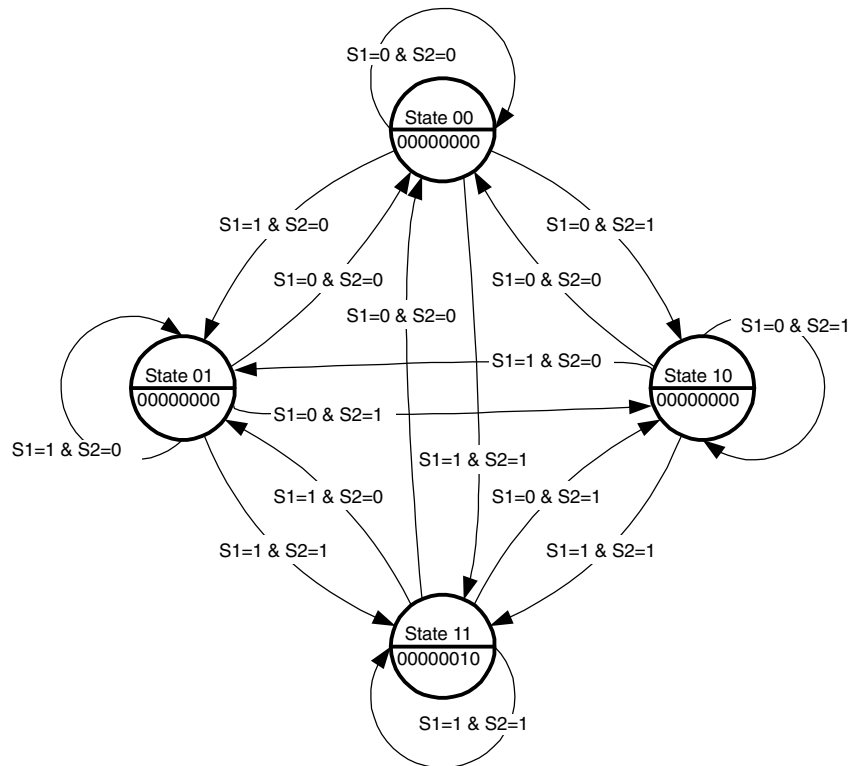 S1=0 & S2=0
State 00
00000000
S1=1 & S2=0
S1=0 & S2=1
S1=0 & S2=0
S1=0 & S2=0
S1=0 & S2=0
S1=0 & S2=1
S1=1 & S2=0
State 01
00000000
State 10
00000000
S1=0 & S2=1
S1=1 & S2=0
S1=1 & S2=1
S1=1 & S2=0
S1=0 & S2=1
S1=1 & S2=1
S1=1 & S2=1
State 11
00000010
S1=1 & S2=1